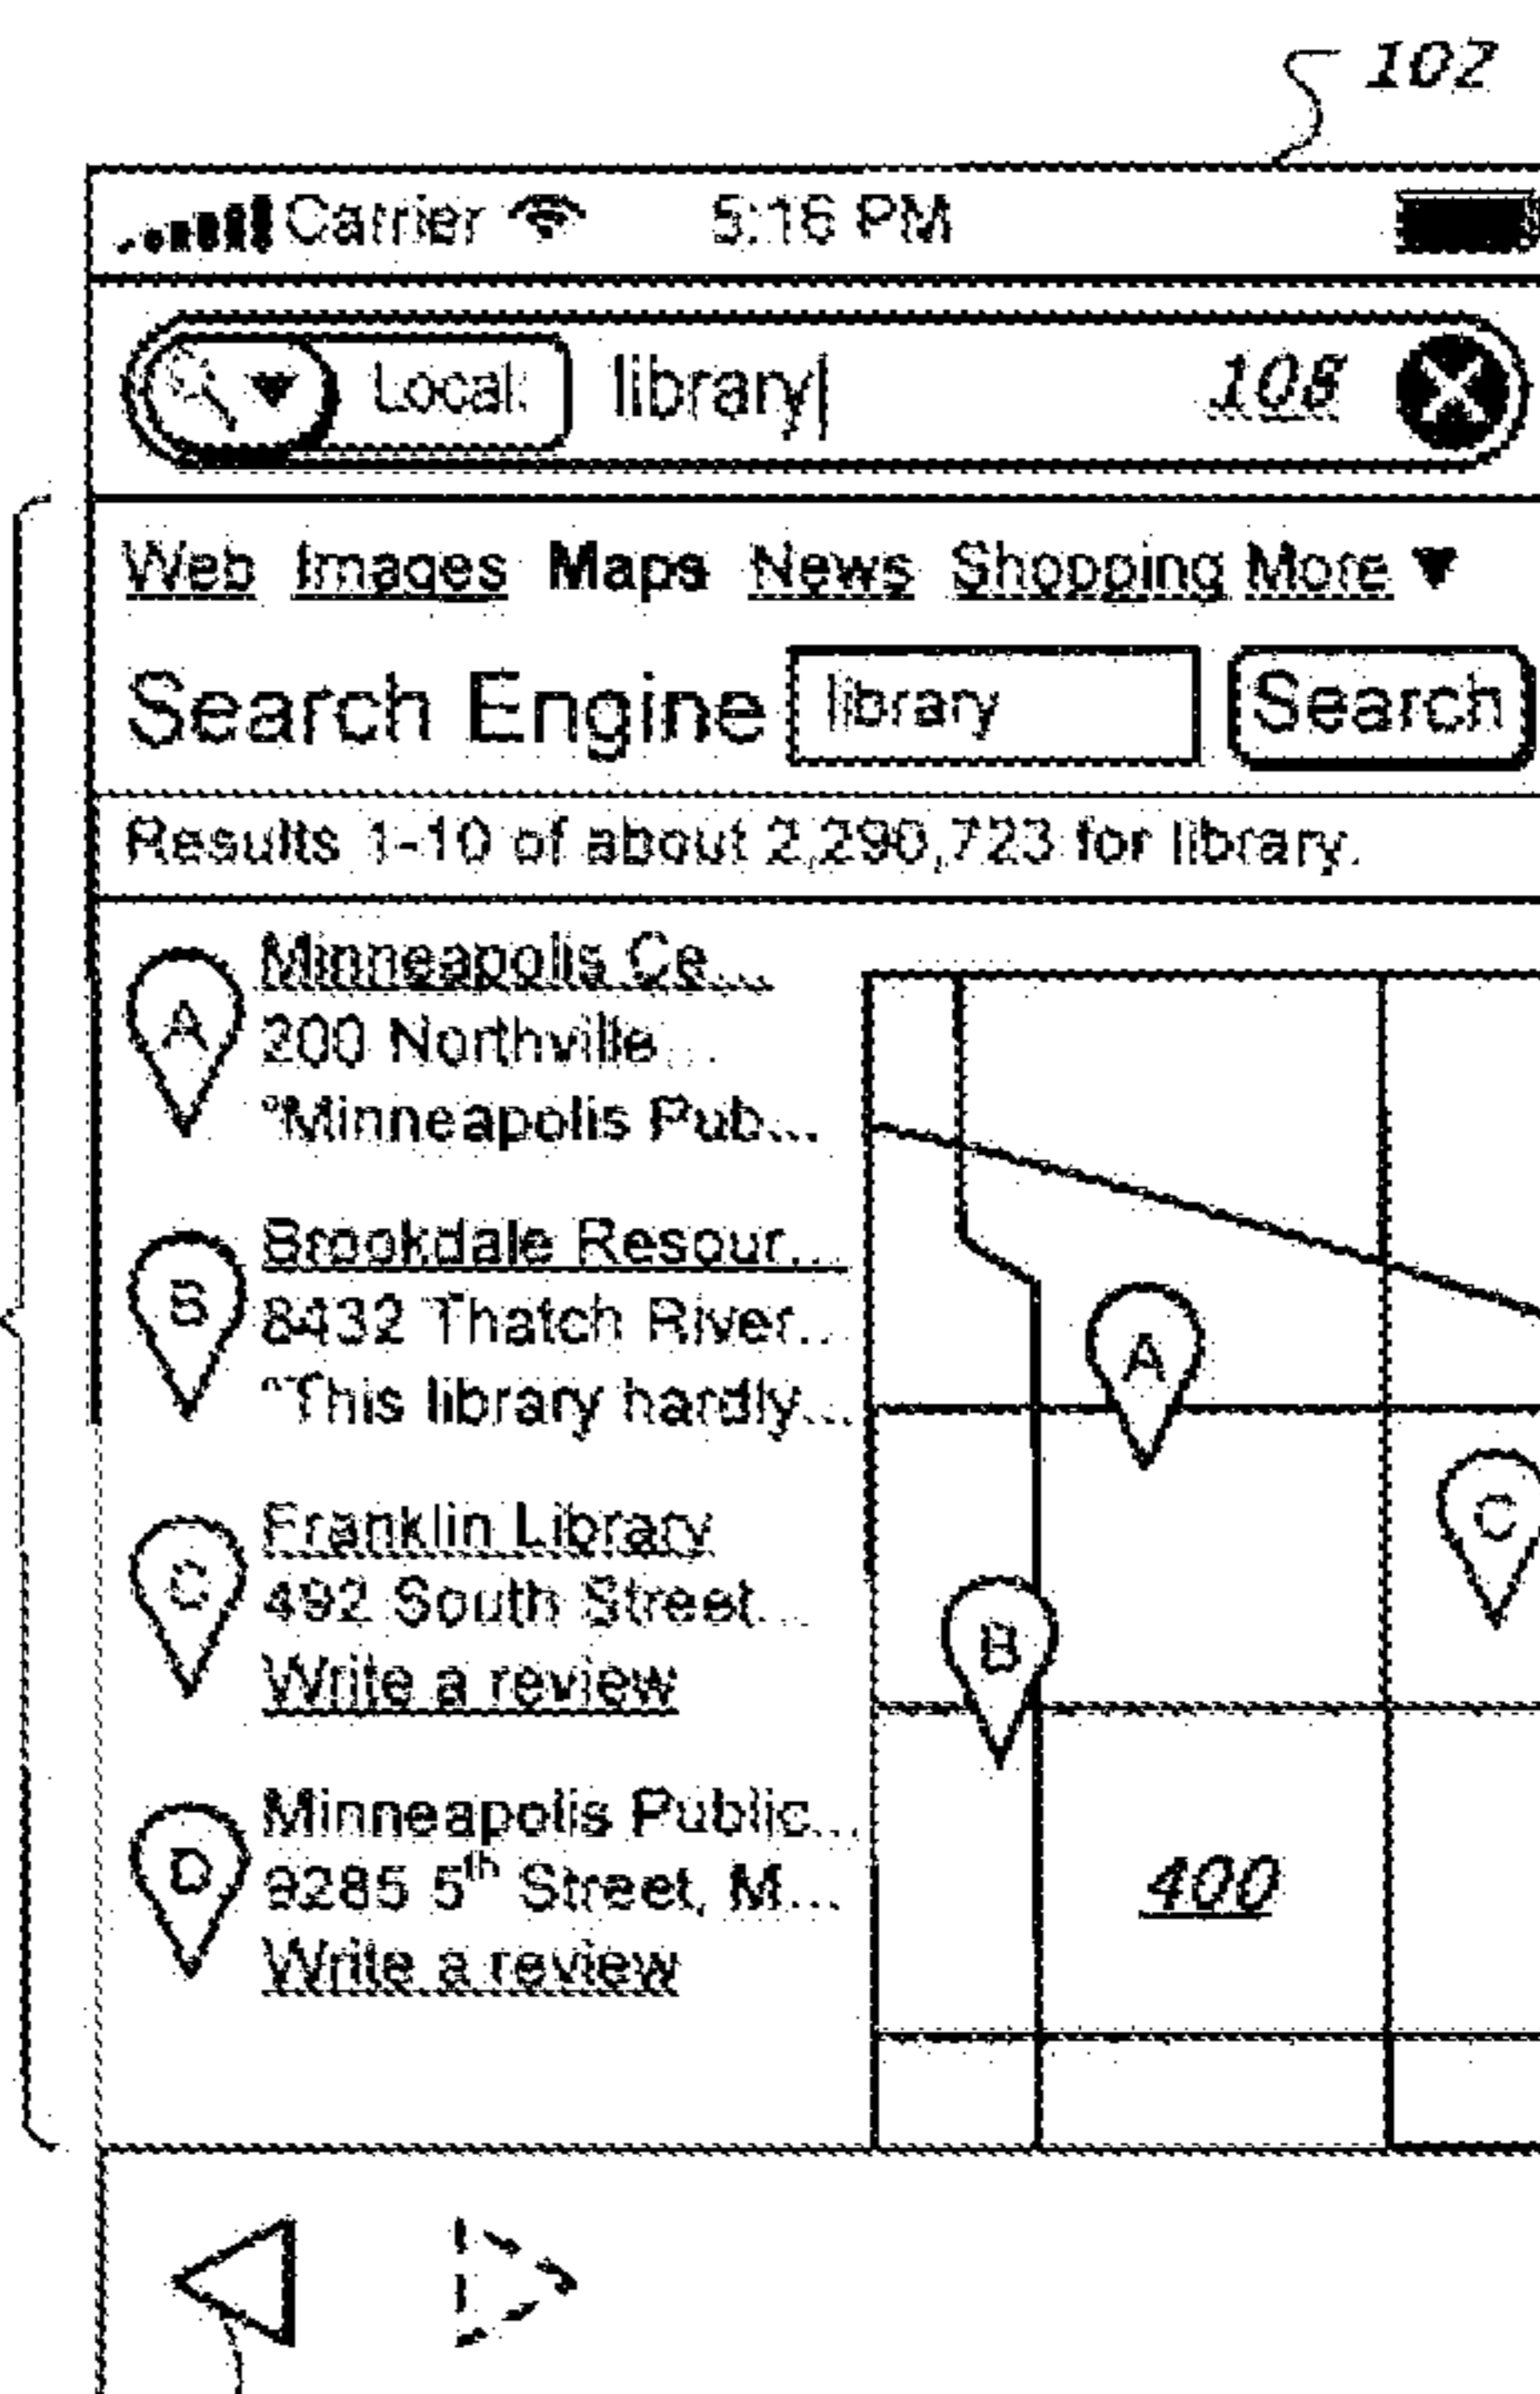 102
Carrier 5:16 PM
Local: library 108
Web Images Maps News Shopping More ▼
Search Engine library Search
Results 1-10 of about 2,290,723 for library.
A Minneapolis Ce...
200 Northville...
"Minneapolis Pub...
B Brookdale Resour...
8432 Thatch River...
"This library hardly...
C Franklin Library
492 South Street...
Write a review
D Minneapolis Public...
9285 5th Street, M...
Write a review
A
C
B
400